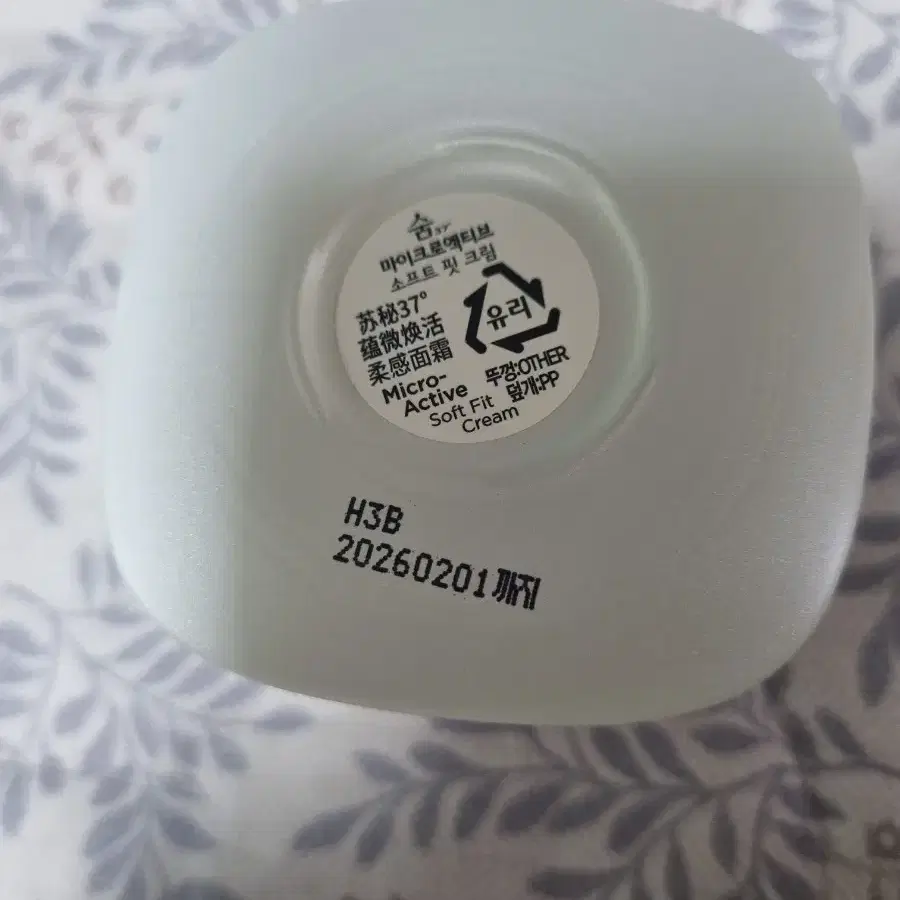 숨37°
마이크로액티브
소프트 핏 크림
苏秘37°
蕴微焕活
柔感面霜
Micro-
Active
Soft Fit
Cream
유리
뚜껑:OTHER
덮개:PP
H3B
20260201까지